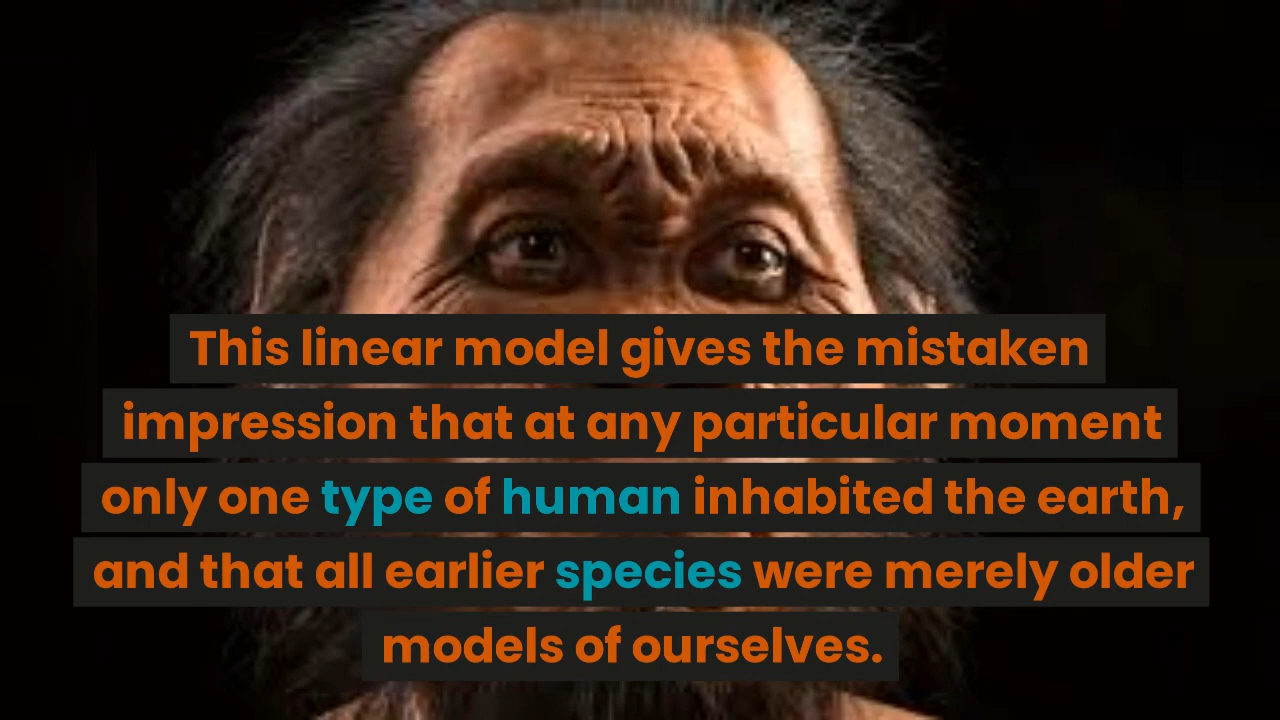 This linear model gives the mistaken
impression that at any particular moment
only one type of human inhabited the earth,
and that all earlier species were merely older
models of ourselves.